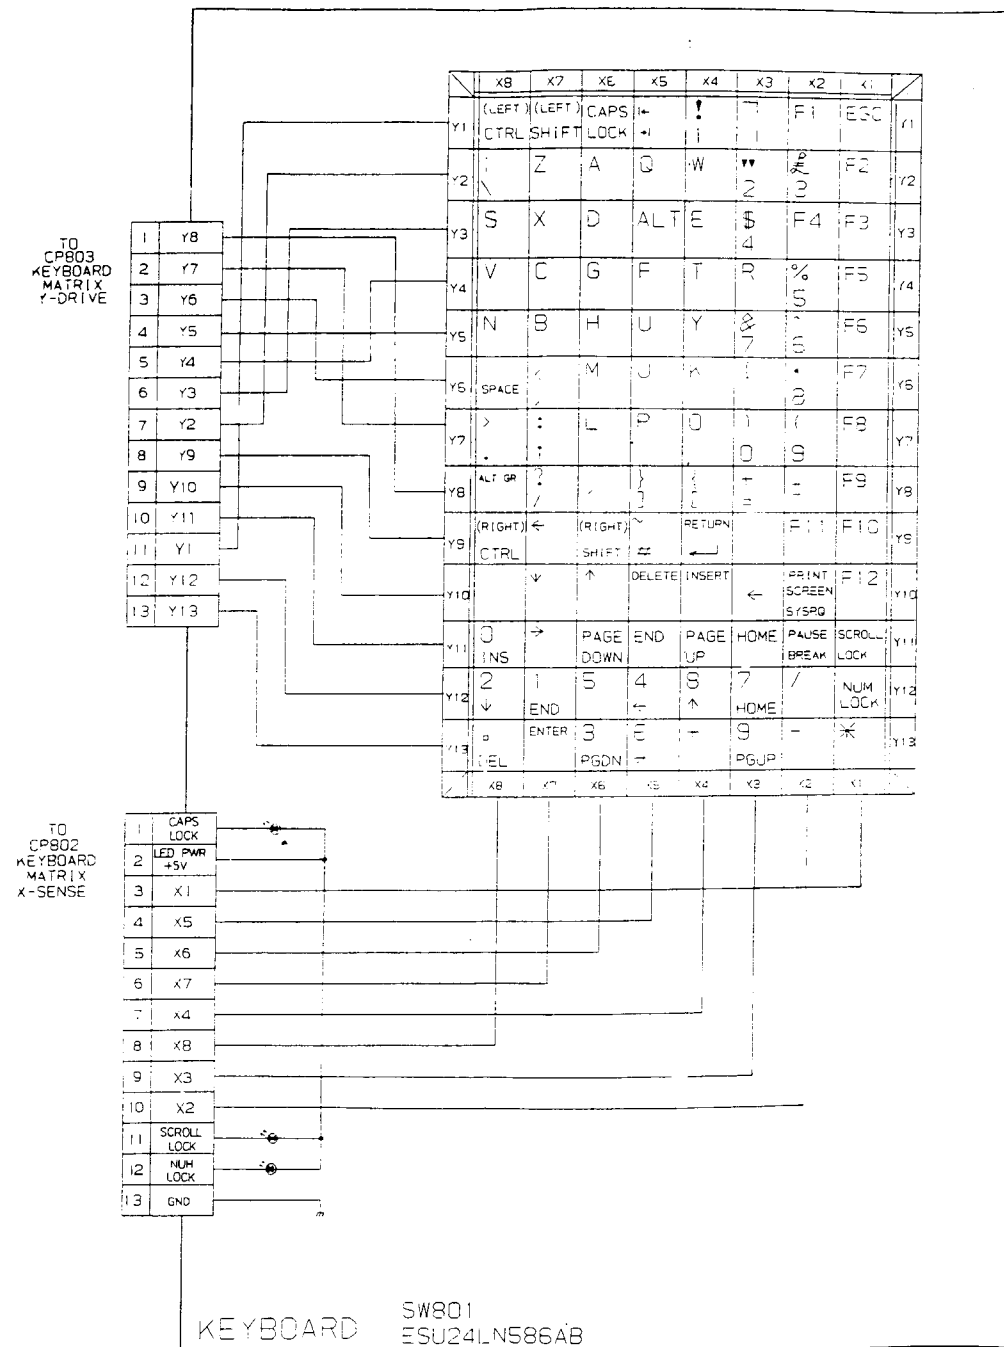 X8 X7 X6 X5 X4 X3 X2 X1
Y1 (LEFT) CTRL (LEFT) SHIFT CAPS LOCK ⇤ ⇥ ! F1 ESC Y1
Y2 \ Z A Q W " 2 £ 3 F2 Y2
Y3 S X D ALT E $ 4 F4 F3 Y3
Y4 V C G F T R % 5 F5 Y4
Y5 N B H U Y & 7 ^ 6 F6 Y5
Y6 SPACE < , M J K 8 F7 Y6
Y7 > . : ; L P O ) 0 ( 9 F8 Y7
Y8 ALT GR ? / } ] { [ + = - F9 Y8
Y9 (RIGHT) CTRL ← (RIGHT) SHIFT ~ # RETURN F11 F10 Y9
Y10 ↓ ↑ DELETE INSERT ← PRINT SCREEN SYSRQ F12 Y10
Y11 0 INS → PAGE DOWN END PAGE UP HOME PAUSE BREAK SCROLL LOCK Y11
Y12 2 ↓ 1 END 5 4 ← 8 ↑ 7 HOME / NUM LOCK Y12
Y13 . DEL ENTER 3 PGDN 6 → + 9 PGUP - * Y13
X8 X7 X6 X5 X4 X3 X2 X1
TO
CP803
KEYBOARD
MATRIX
Y-DRIVE
1 Y8
2 Y7
3 Y6
4 Y5
5 Y4
6 Y3
7 Y2
8 Y9
9 Y10
10 Y11
11 Y1
12 Y12
13 Y13
TO
CP802
KEYBOARD
MATRIX
X-SENSE
1 CAPS LOCK
2 LED PWR +5V
3 X1
4 X5
5 X6
6 X7
7 X4
8 X8
9 X3
10 X2
11 SCROLL LOCK
12 NUM LOCK
13 GND
KEYBOARD
SW801
ESU24LN586AB